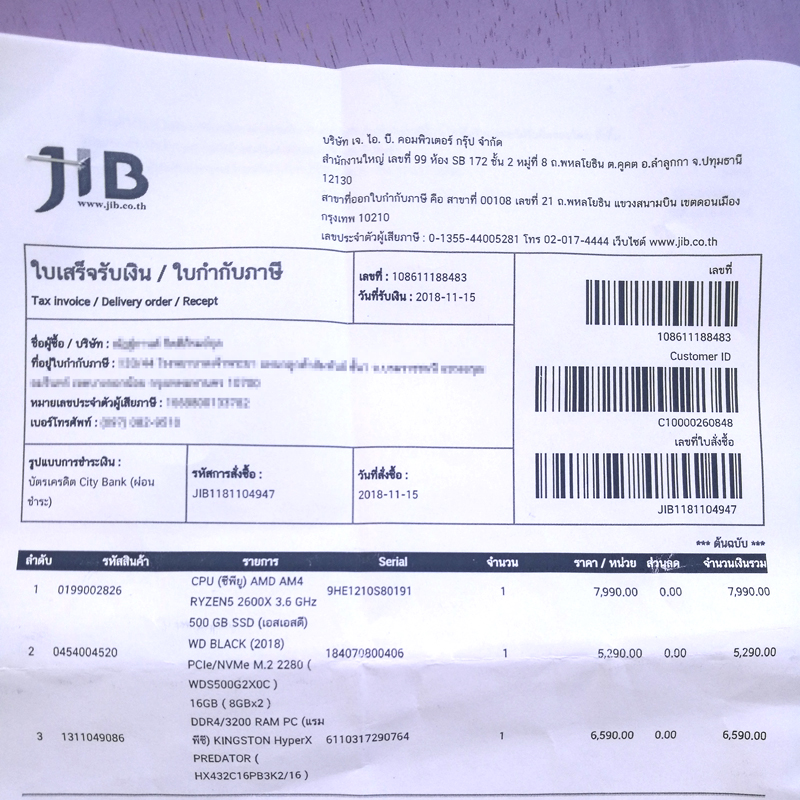 JIB
www.jib.co.th
บริษัท เจ. ไอ. บี. คอมพิวเตอร์ กรุ๊ป จำกัด
สำนักงานใหญ่ เลขที่ 99 ห้อง SB 172 ชั้น 2 หมู่ที่ 8 ถ.พหลโยธิน ต.คูคต อ.ลำลูกกา จ.ปทุมธานี
12130
สาขาที่ออกใบกำกับภาษี คือ สาขาที่ 00108 เลขที่ 21 ถ.พหลโยธิน แขวงสนามบิน เขตดอนเมือง
กรุงเทพ 10210
เลขประจำตัวผู้เสียภาษี : 0-1355-44005281 โทร 02-017-4444 เว็บไซต์ www.jib.co.th
ใบเสร็จรับเงิน / ใบกำกับภาษี
Tax invoice / Delivery order / Recept
เลขที่ : 108611188483
วันที่รับเงิน : 2018-11-15
เลขที่
108611188483
Customer ID
C10000260848
เลขที่ใบสั่งซื้อ
JIB1181104947
ชื่อผู้ซื้อ / บริษัท :
ที่อยู่ใบกำกับภาษี :
หมายเลขประจำตัวผู้เสียภาษี :
เบอร์โทรศัพท์ :
รูปแบบการชำระเงิน :
บัตรเครดิต City Bank (ผ่อน
ชำระ)
รหัสการสั่งซื้อ :
JIB1181104947
วันที่สั่งซื้อ :
2018-11-15
*** ต้นฉบับ ***
ลำดับ รหัสสินค้า รายการ Serial จำนวน ราคา / หน่วย ส่วนลด จำนวนเงินรวม
1 0199002826 CPU (ซีพียู) AMD AM4 9HE1210S80191 1 7,990.00 0.00 7,990.00
RYZEN5 2600X 3.6 GHz
500 GB SSD (เอสเอสดี)
2 0454004520 WD BLACK (2018) 184070800406 1 5,290.00 0.00 5,290.00
PCIe/NVMe M.2 2280 (
WDS500G2X0C )
16GB ( 8GBx2 )
DDR4/3200 RAM PC (แรม
3 1311049086 พีซี) KINGSTON HyperX 6110317290764 1 6,590.00 0.00 6,590.00
PREDATOR (
HX432C16PB3K2/16 )